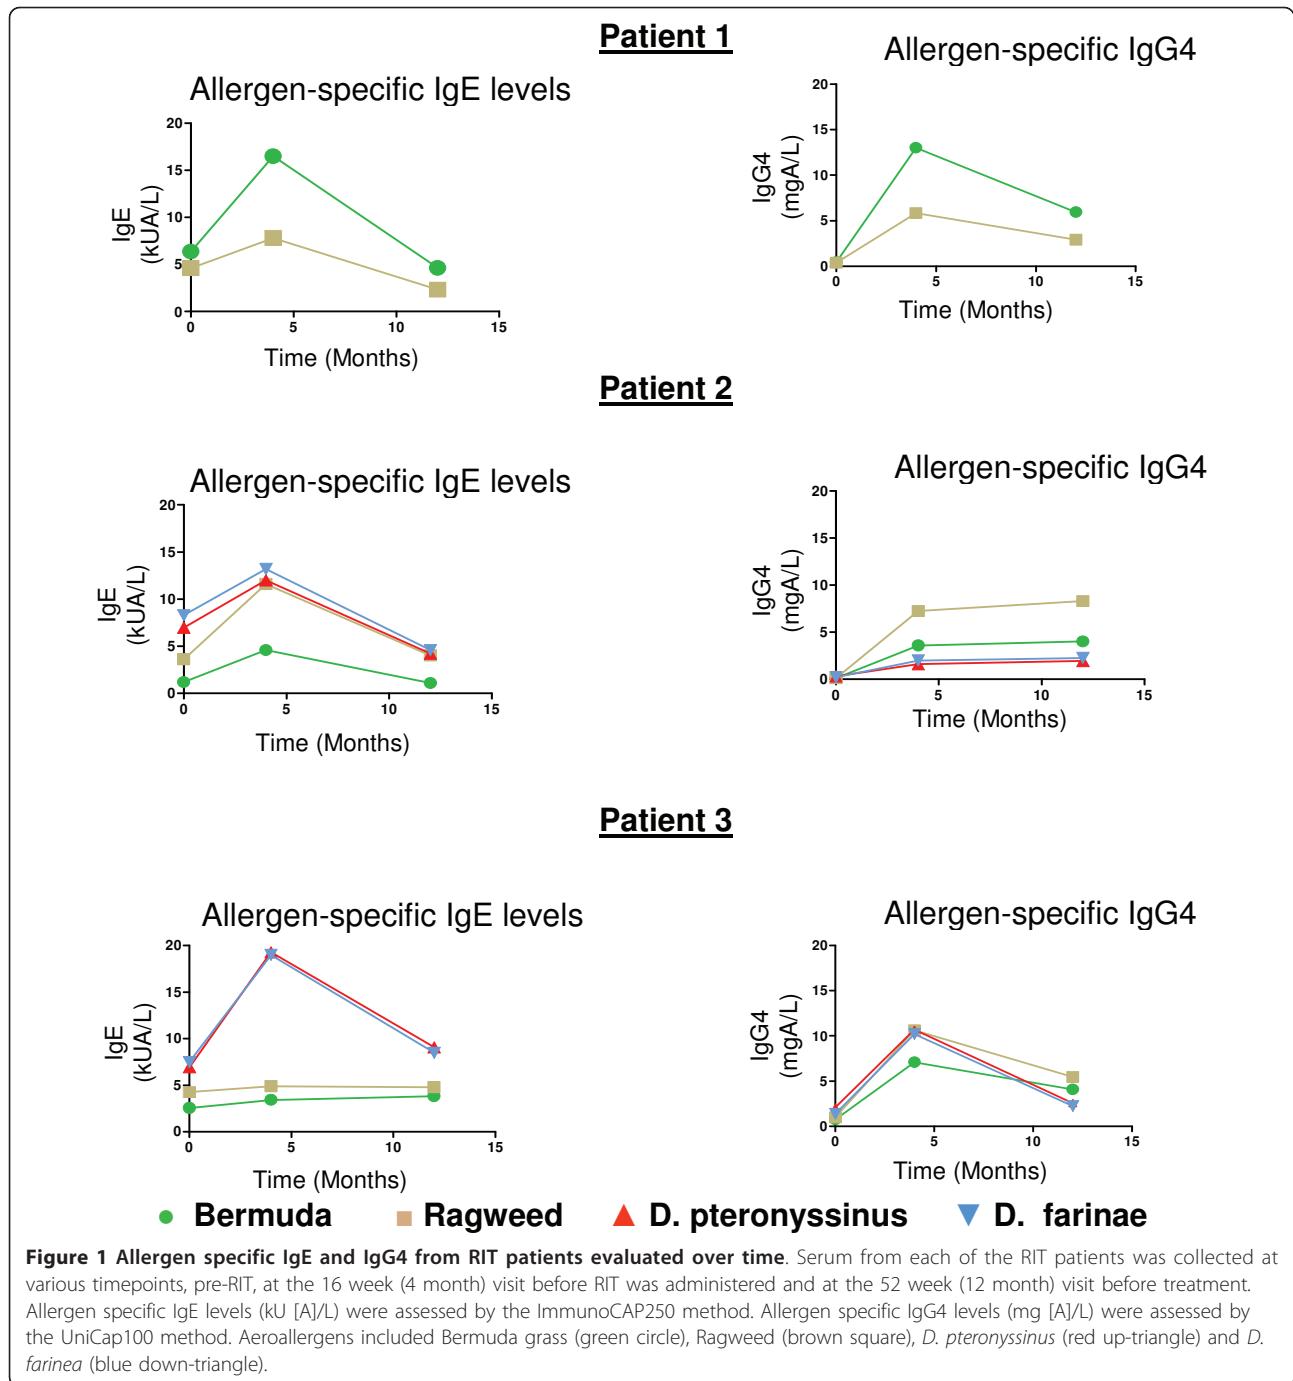 Patient 1
Allergen-specific IgE levels
20
15
10
5
0
IgE
(kUA/L)
0 5 10 15
Time (Months)
Allergen-specific IgG4
20
15
10
5
0
IgG4
(mgA/L)
0 5 10 15
Time (Months)
Patient 2
Allergen-specific IgE levels
20
15
10
5
0
IgE
(kUA/L)
0 5 10 15
Time (Months)
Allergen-specific IgG4
20
15
10
5
0
IgG4
(mgA/L)
0 5 10 15
Time (Months)
Patient 3
Allergen-specific IgE levels
20
15
10
5
0
IgE
(kUA/L)
0 5 10 15
Time (Months)
Allergen-specific IgG4
20
15
10
5
0
IgG4
(mgA/L)
0 5 10 15
Time (Months)
Bermuda Ragweed D. pteronyssinus D. farinae
Figure 1 Allergen specific IgE and IgG4 from RIT patients evaluated over time. Serum from each of the RIT patients was collected at
various timepoints, pre-RIT, at the 16 week (4 month) visit before RIT was administered and at the 52 week (12 month) visit before treatment.
Allergen specific IgE levels (kU [A]/L) were assessed by the ImmunoCAP250 method. Allergen specific IgG4 levels (mg [A]/L) were assessed by
the UniCap100 method. Aeroallergens included Bermuda grass (green circle), Ragweed (brown square), D. pteronyssinus (red up-triangle) and D.
farinea (blue down-triangle).